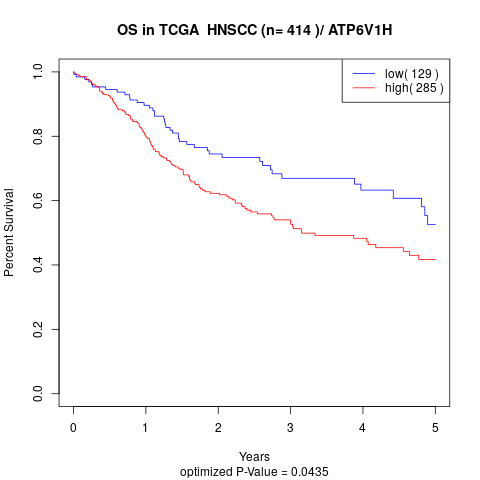 OS in TCGA  HNSCC (n= 414 )/ ATP6V1H
low( 129 )
high( 285 )
Percent Survival
1.0
0.8
0.6
0.4
0.2
0.0
0 1 2 3 4 5
Years
optimized P-Value = 0.0435